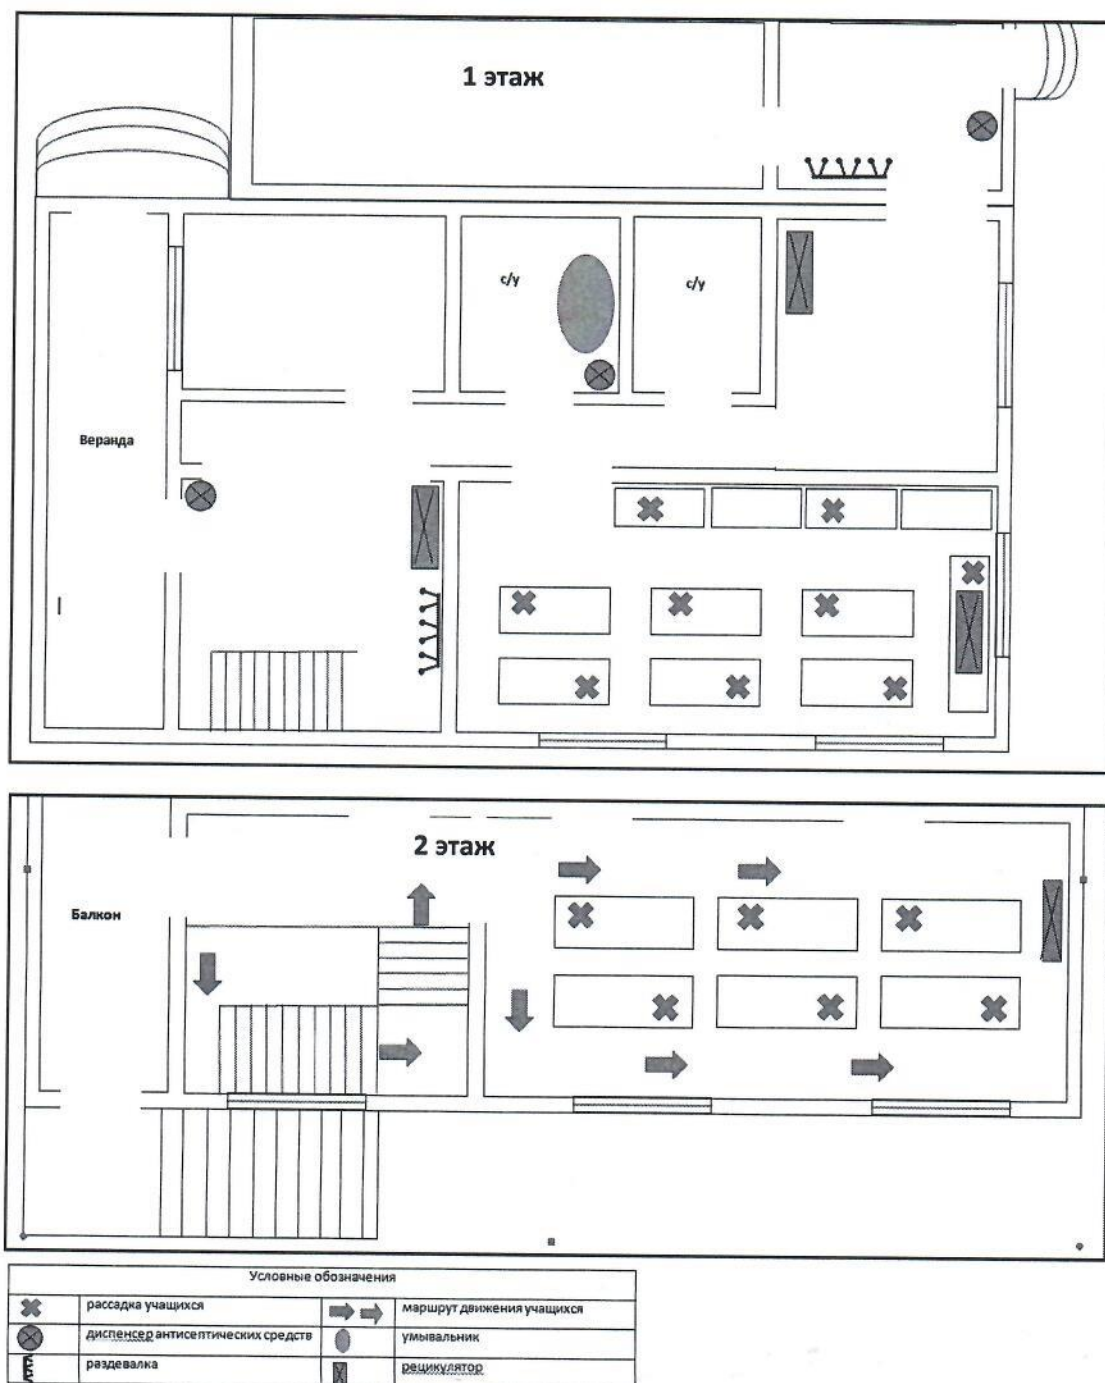 1 этаж
с/у
с/у
Веранда
2 этаж
Балкон
Условные обозначения
рассадка учащихся
маршрут движения учащихся
диспенсер антисептических средств
умывальник
раздевалка
рециркулятор